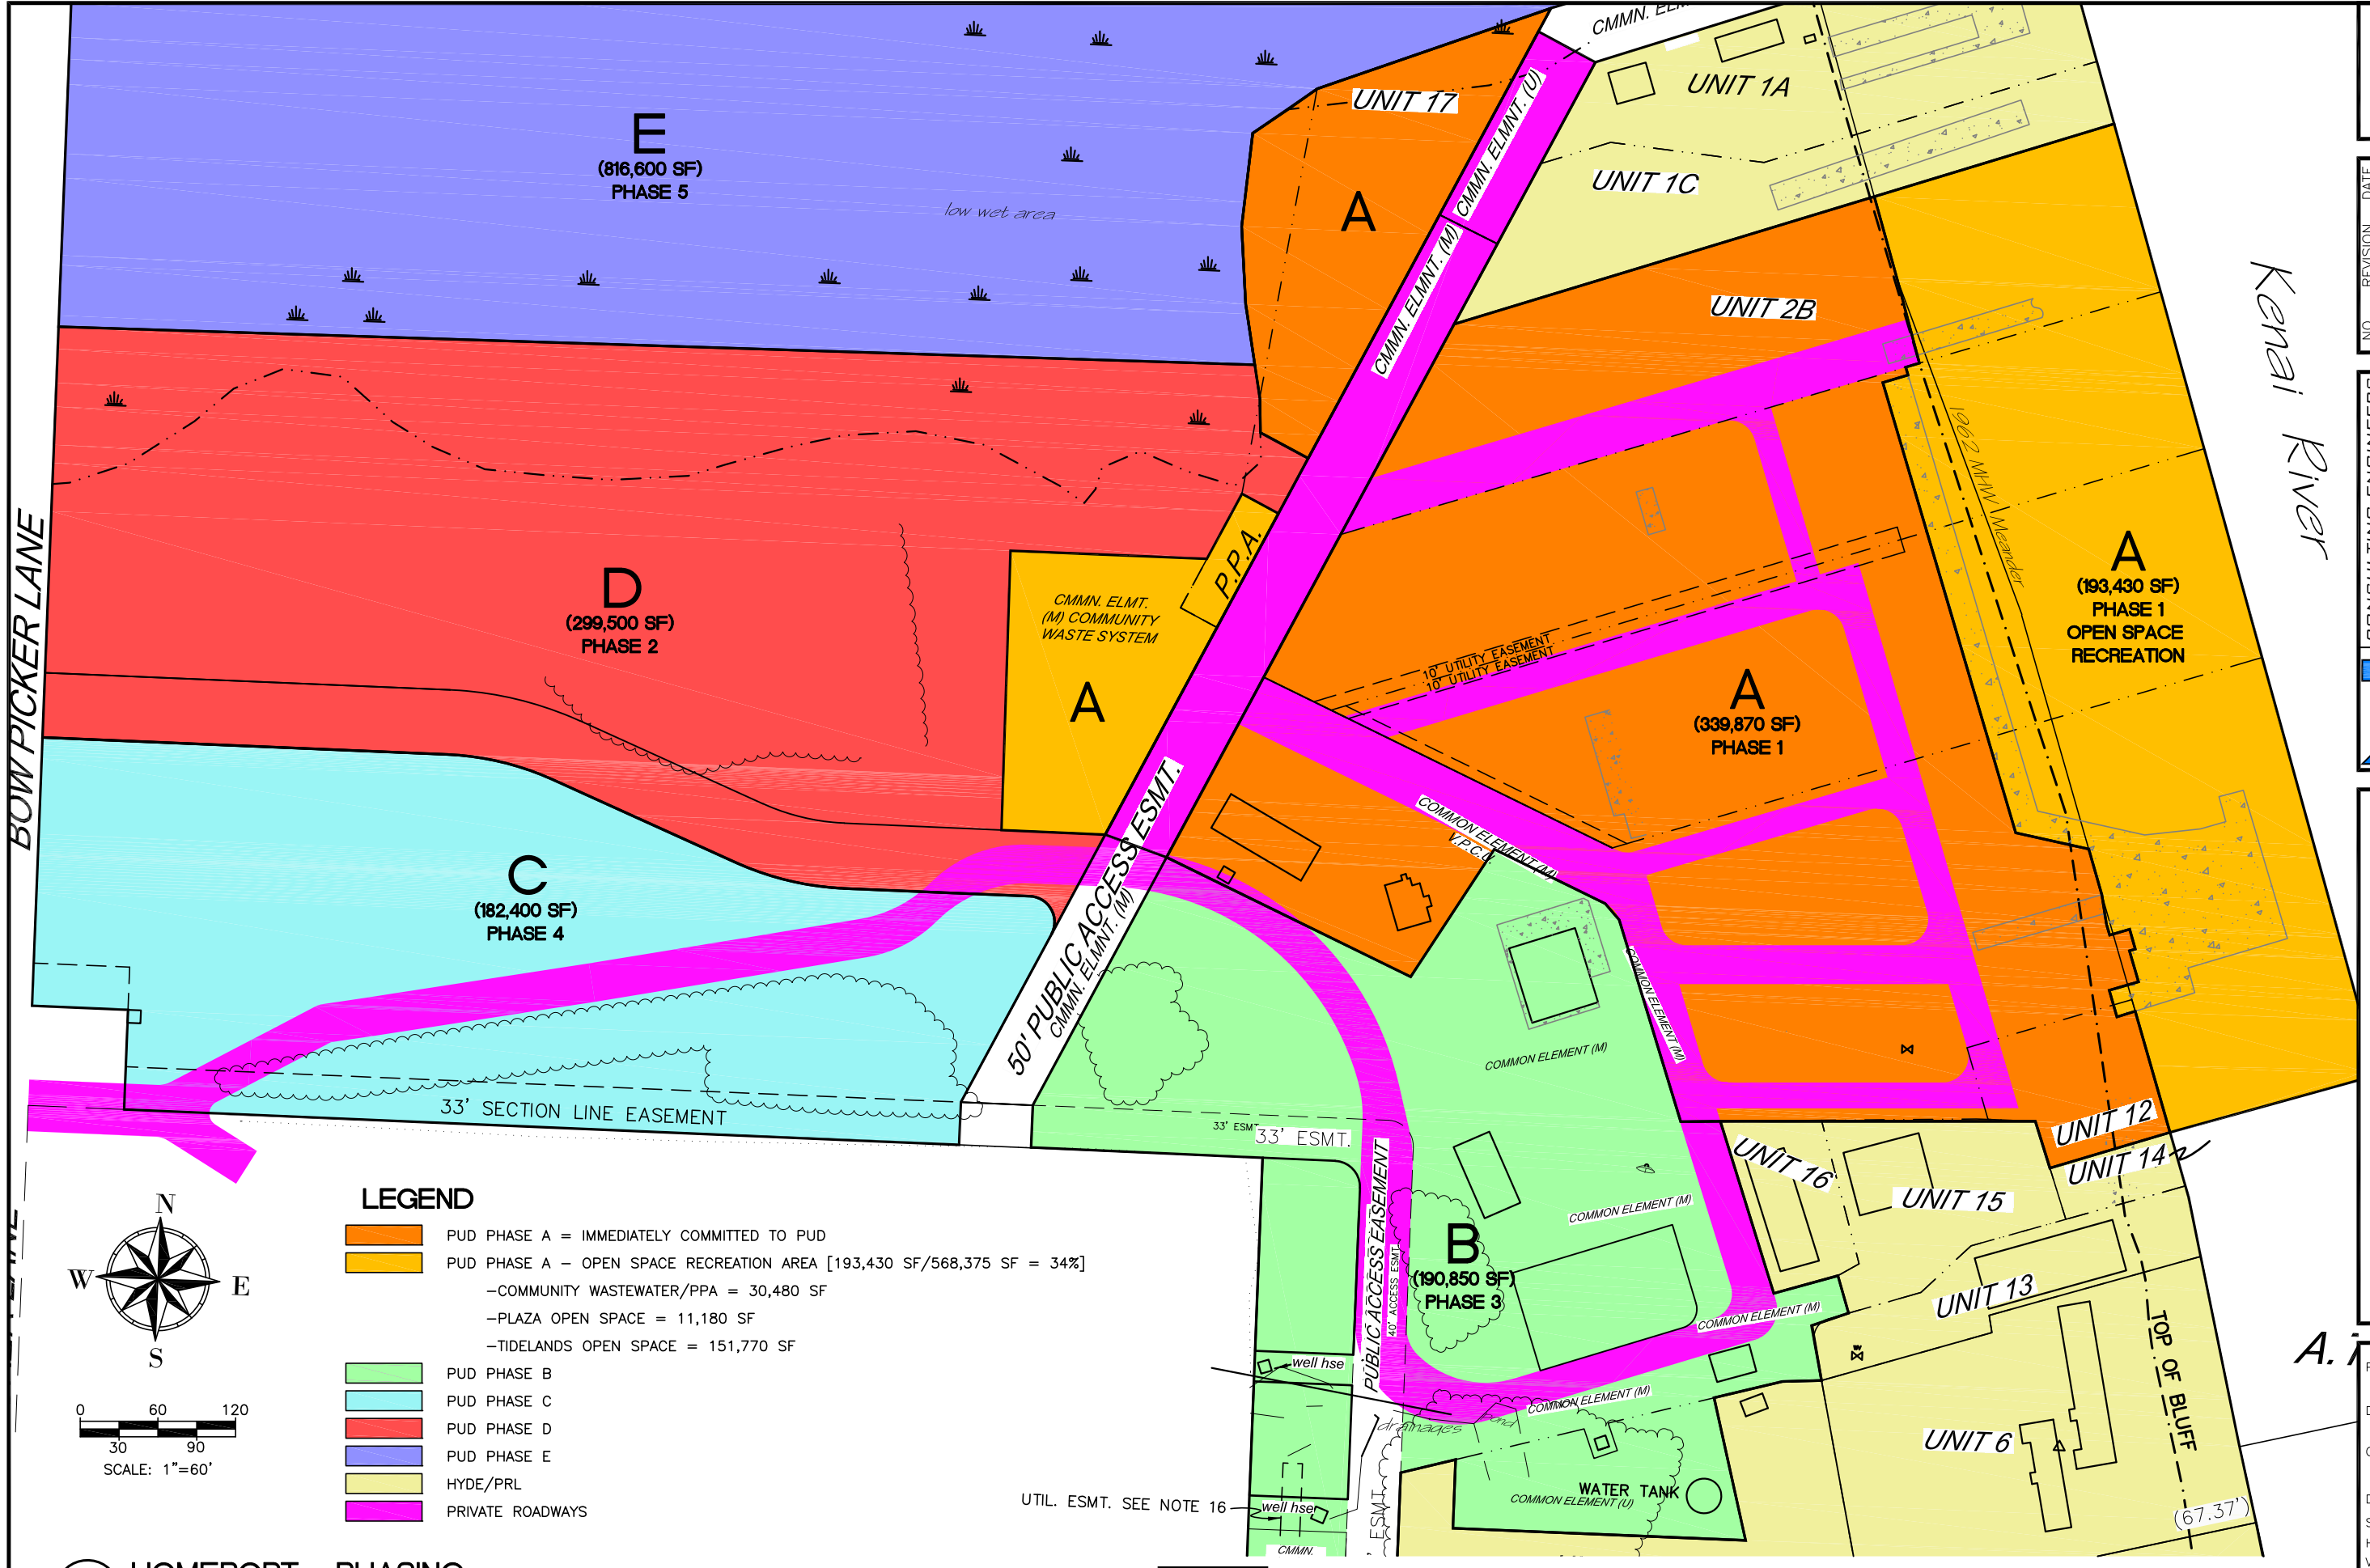 CMMN.
UNIT 17
UNIT 1A
UNIT 1C
CMMN. ELMNT. (U)
CMMN. ELMNT. (M)
E
(816,600 SF)
PHASE 5
low wet area
A
UNIT 2B
Kenai River
NO.
REVISION
DATE
1962 MHW Meander
BOW PICKER LANE
D
(299,500 SF)
PHASE 2
P.P.A.
CMMN. ELMT.
(M) COMMUNITY
WASTE SYSTEM
A
10' UTILITY EASEMENT
10' UTILITY EASEMENT
A
(193,430 SF)
PHASE 1
OPEN SPACE
RECREATION
A
(339,870 SF)
PHASE 1
50' PUBLIC ACCESS ESMT.
CMMN. ELMNT. (M)
COMMON ELEMENT (M)
V.P.C.U.
C
(182,400 SF)
PHASE 4
COMMON ELEMENT (M)
COMMON ELEMENT (M)
33' SECTION LINE EASEMENT
33' ESMT.
33' ESMT.
UNIT 12
UNIT 14
UNIT 16
UNIT 15
PUBLIC ACCESS EASEMENT
40' ACCESS ESMT.
COMMON ELEMENT (M)
B
(190,850 SF)
PHASE 3
UNIT 13
COMMON ELEMENT (M)
TOP OF BLUFF
well hse
COMMON ELEMENT (M)
drainages
pond
UNIT 6
WATER TANK
COMMON ELEMENT (U)
(67.37')
UTIL. ESMT. SEE NOTE 16
well hse
ESMT.
CMMN.
N
W
E
S
0 60 120
30 90
SCALE: 1"=60'
LEGEND
PUD PHASE A = IMMEDIATELY COMMITTED TO PUD
PUD PHASE A – OPEN SPACE RECREATION AREA [193,430 SF/568,375 SF = 34%]
–COMMUNITY WASTEWATER/PPA = 30,480 SF
–PLAZA OPEN SPACE = 11,180 SF
–TIDELANDS OPEN SPACE = 151,770 SF
PUD PHASE B
PUD PHASE C
PUD PHASE D
PUD PHASE E
HYDE/PRL
PRIVATE ROADWAYS
HOMEPORT – PHASING